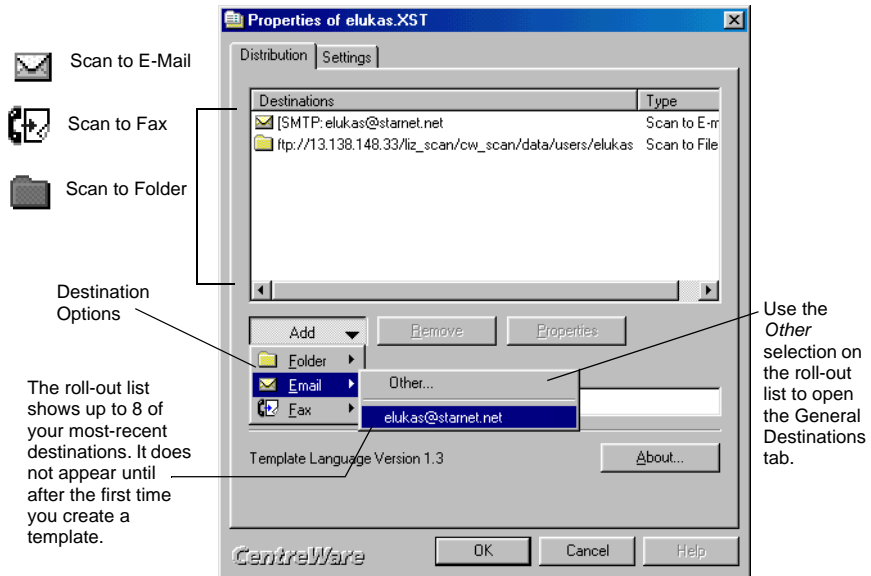 Properties of elukas.XST
Distribution
Settings
Scan to E-Mail
Scan to Fax
Scan to Folder
Destinations
Type
[SMTP: elukas@starnet.net
Scan to E-m
ftp://13.138.148.33/liz_scan/cw_scan/data/users/elukas
Scan to File
Destination
Options
Add
Remove
Properties
Folder
Email
Fax
Other...
elukas@starnet.net
The roll-out list
shows up to 8 of
your most-recent
destinations. It does
not appear until
after the first time
you create a
template.
Use the
Other
selection on
the roll-out
list to open
the General
Destinations
tab.
Template Language Version 1.3
About...
CentreWare
OK
Cancel
Help